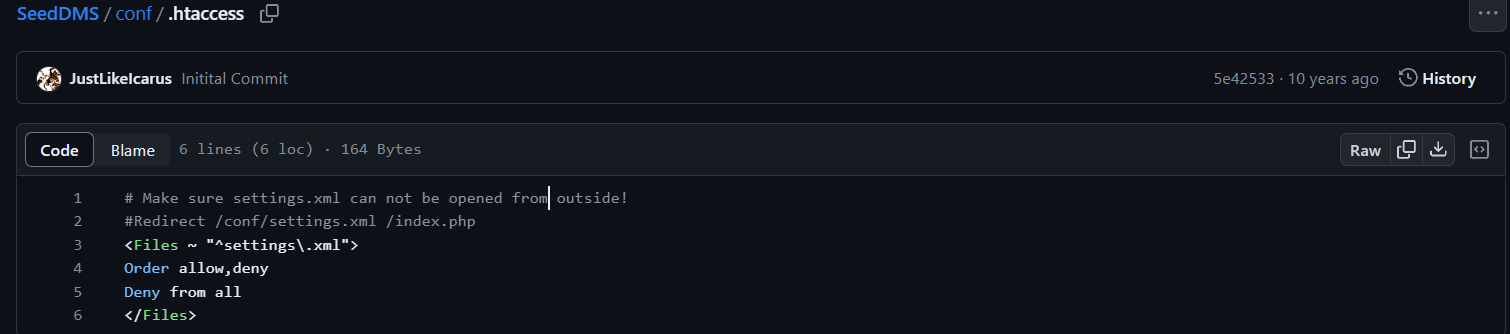 SeedDMS / conf / .htaccess
JustLikeIcarus Initital Commit 5e42533 · 10 years ago History
Code Blame 6 lines (6 loc) · 164 Bytes Raw
1 # Make sure settings.xml can not be opened from outside!
2 #Redirect /conf/settings.xml /index.php
3 <Files ~ "^settings\.xml">
4 Order allow,deny
5 Deny from all
6 </Files>